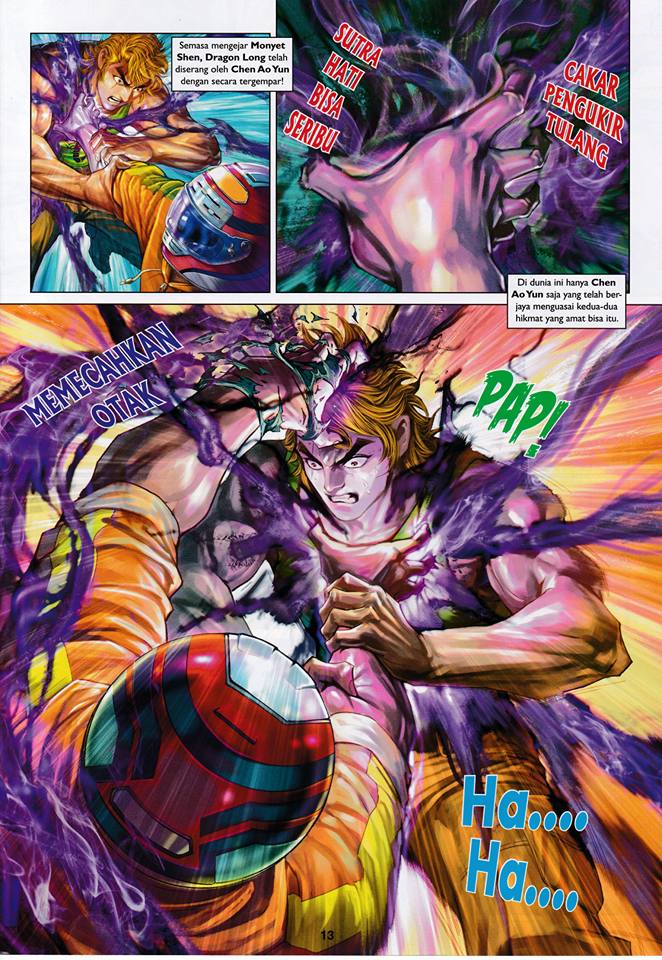 Semasa mengejar Monyet
Shen, Dragon Long telah
diserang oleh Chen Ao Yun
dengan secara tergempar!
SUTRA
HATI
BISA
SERIBU
CAKAR
PENGUKIR
TULANG
Di dunia ini hanya Chen
Ao Yun saja yang telah ber-
jaya menguasai kedua-dua
hikmat yang amat bisa itu.
MEMECAHKAN
OTAK
PAP!
Ha....
Ha....
13